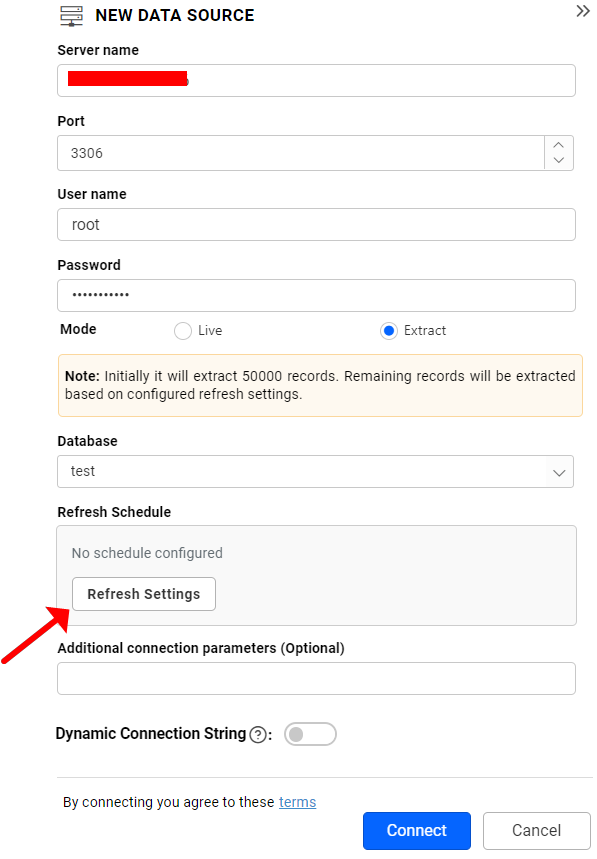 NEW DATA SOURCE
Server name
Port
3306
User name
root
Password
•••••••••••
Mode
Live
Extract
Note: Initially it will extract 50000 records. Remaining records will be extracted
based on configured refresh settings.
Database
test
Refresh Schedule
No schedule configured
Refresh Settings
Additional connection parameters (Optional)
Dynamic Connection String ? :
By connecting you agree to these terms
Connect
Cancel